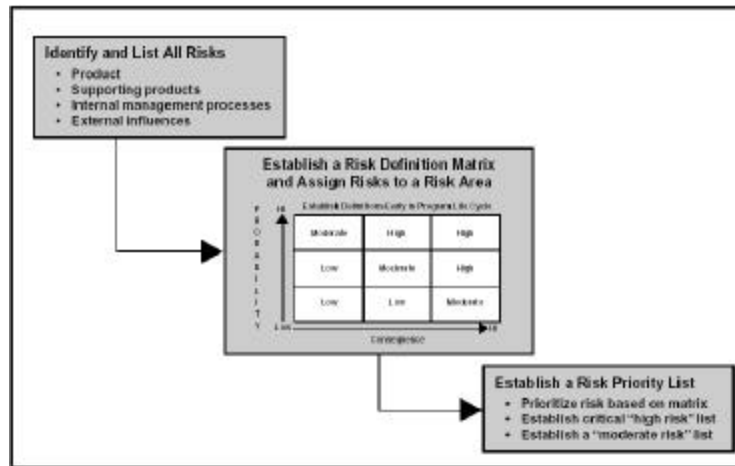 Identify and List All Risks
• Product
• Supporting products
• Internal management processes
• External influences
Establish a Risk Definition Matrix
and Assign Risks to a Risk Area
Establish Definitions Early in Program Life Cycle
PROBABILITY
Hi
Moderate High High
Low Moderate High
Low Low Moderate
Low Hi
Consequence
Establish a Risk Priority List
• Prioritize risk based on matrix
• Establish critical “high risk” list
• Establish a “moderate risk” list